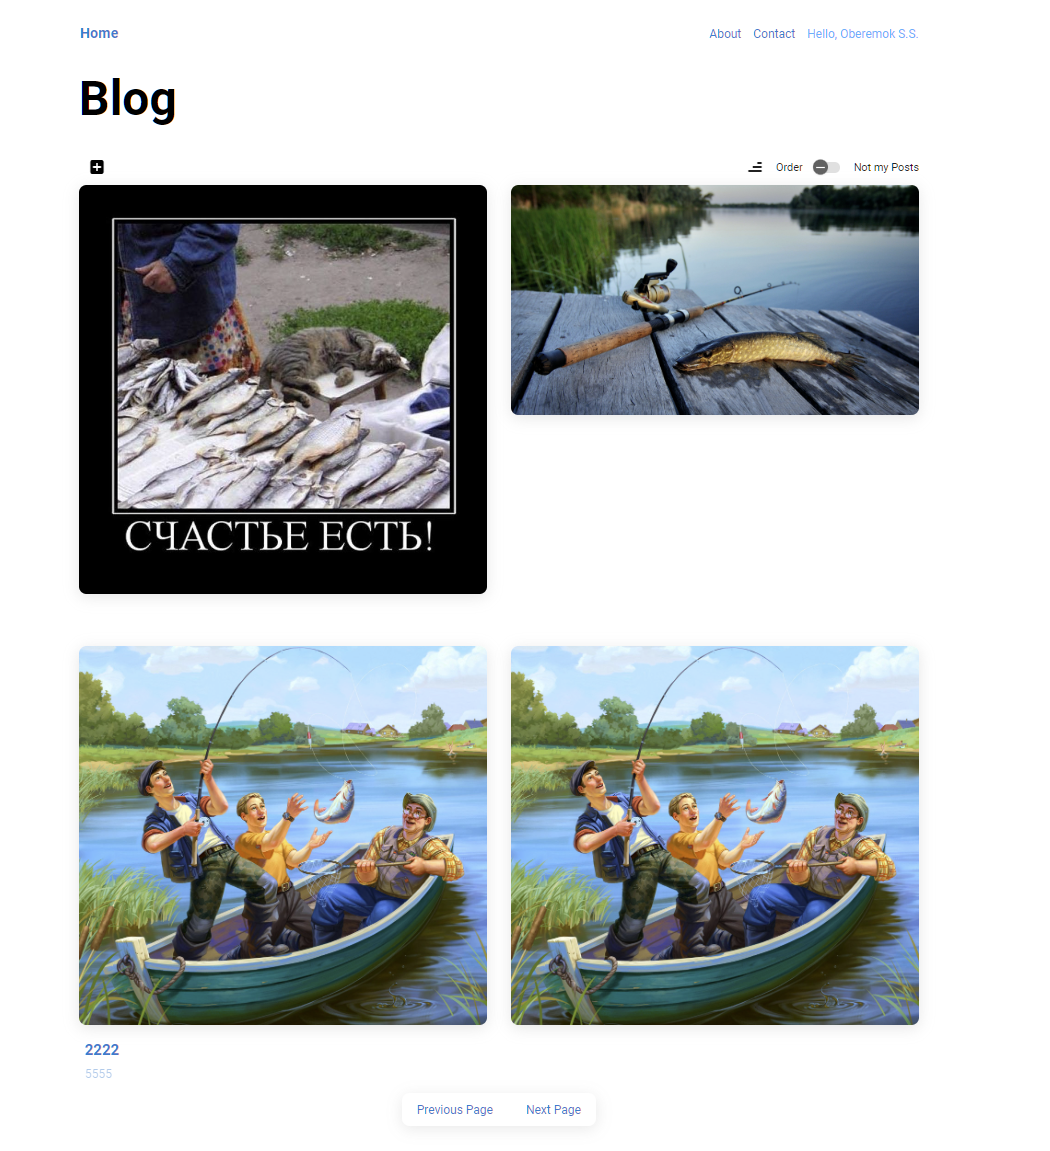 Home
About Contact Hello, Oberemok S.S.
Blog
Order Not my Posts
СЧАСТЬЕ ЕСТЬ!
2222
5555
Previous Page Next Page